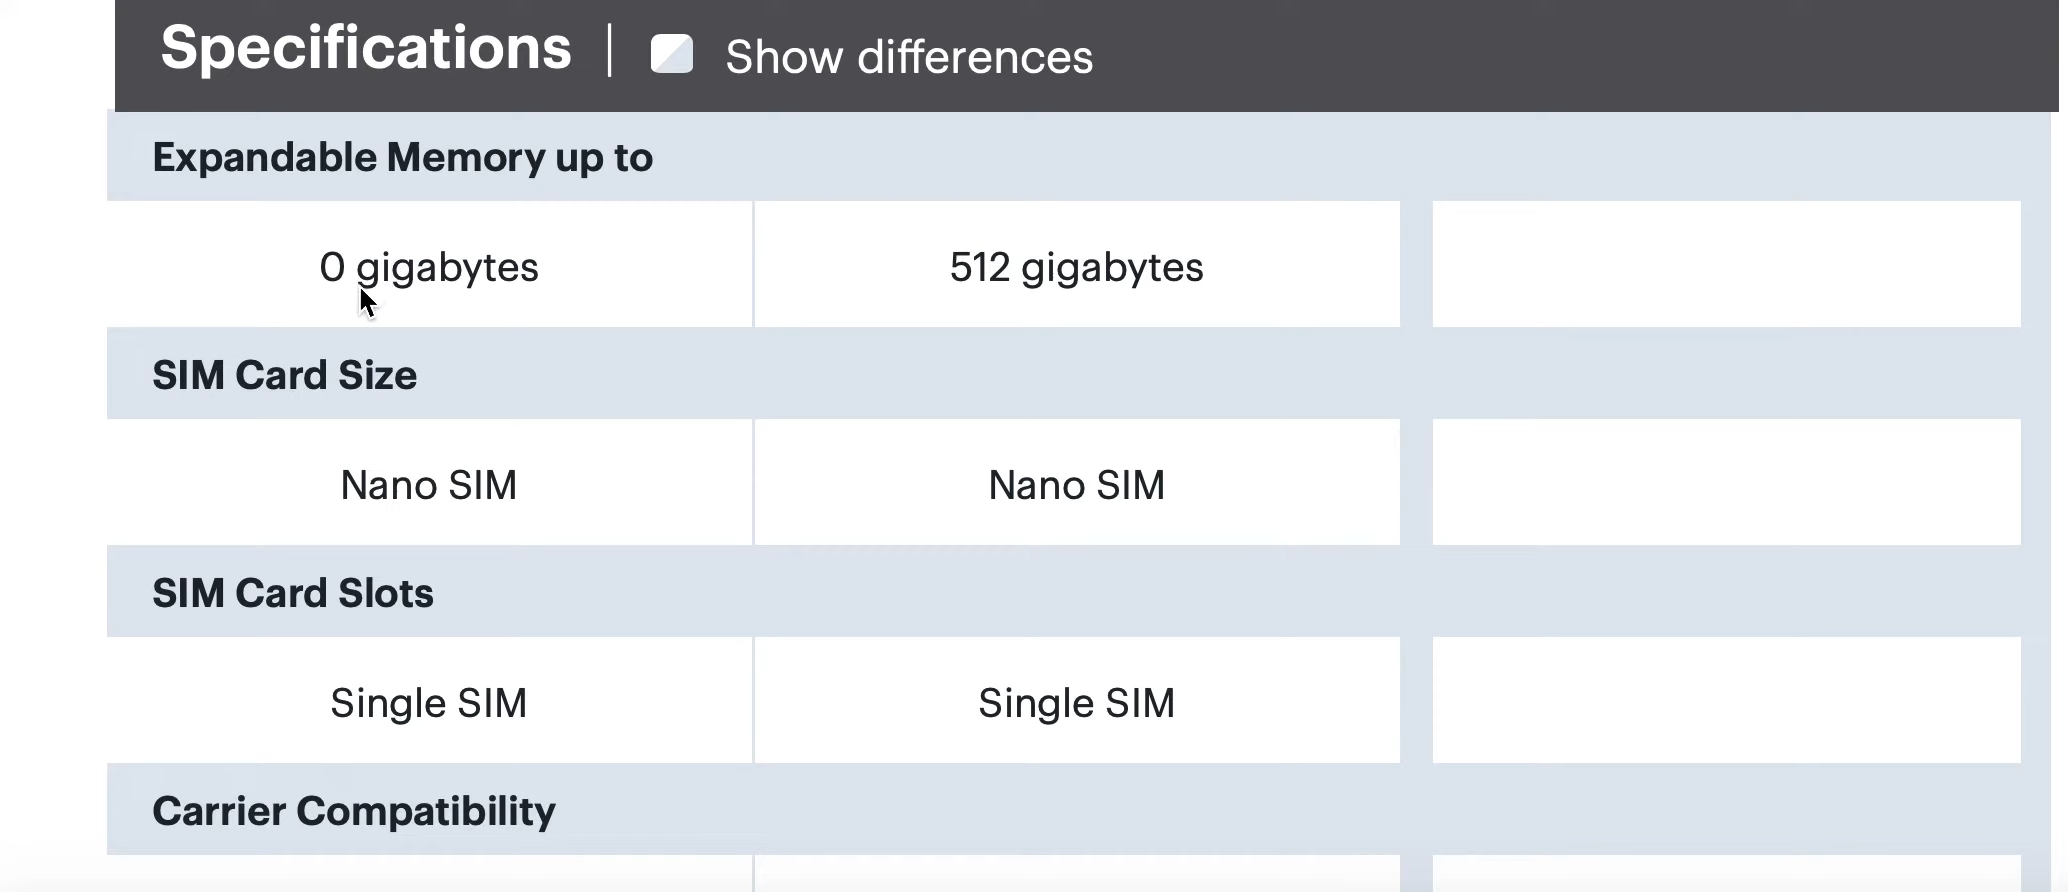 Specifications | Show differences
Expandable Memory up to
0 gigabytes 512 gigabytes
SIM Card Size
Nano SIM Nano SIM
SIM Card Slots
Single SIM Single SIM
Carrier Compatibility